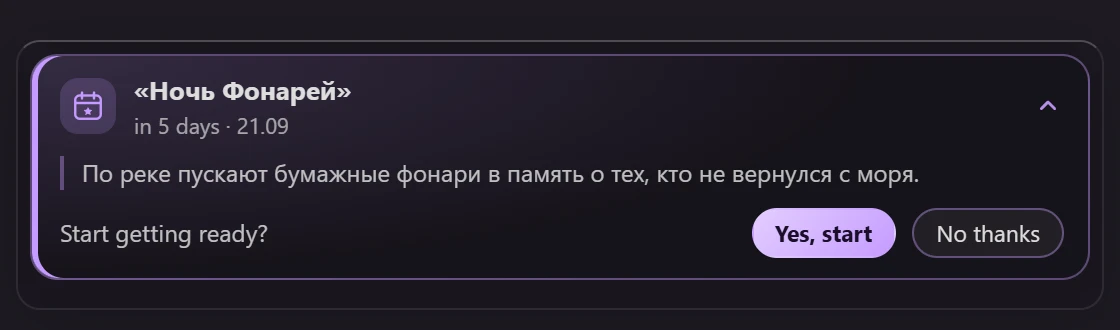 «Ночь Фонарей»
in 5 days · 21.09
По реке пускают бумажные фонари в память о тех, кто не вернулся с моря.
Start getting ready?
Yes, start
No thanks